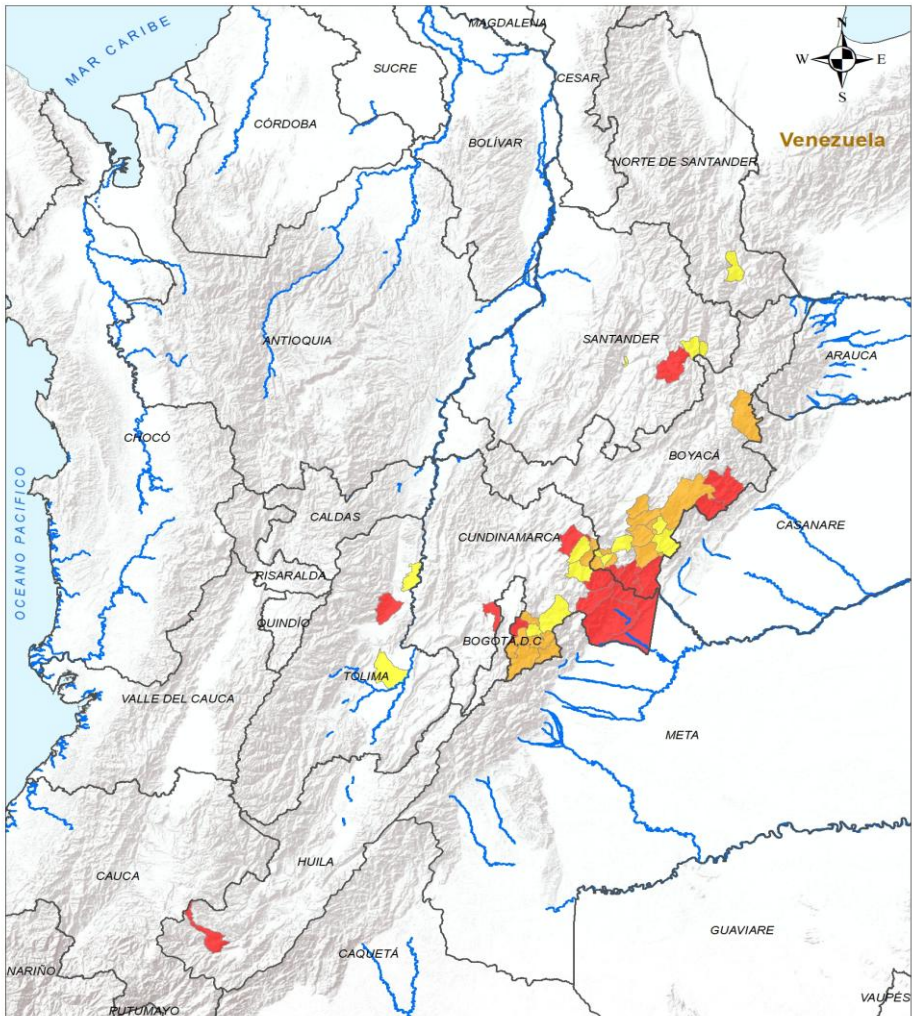 MAGDALENA
N
MAR CARIBE
W
E
SUCRE
CESAR
S
CÓRDOBA
BOLÍVAR
Venezuela
NORTE DE SANTANDER
ANTIOQUIA
SANTANDER
ARAUCA
CHOCÓ
BOYACÁ
CALDAS
CUNDINAMARCA
CASANARE
OCEANO PACIFICO
RISARALDA
QUINDÍO
BOGOTÁ,D.C
TOLIMA
VALLE DEL CAUCA
META
HUILA
CAUCA
GUAVIARE
CAQUETÁ
NARIÑO
VAUPÉS
PUTUMAYO